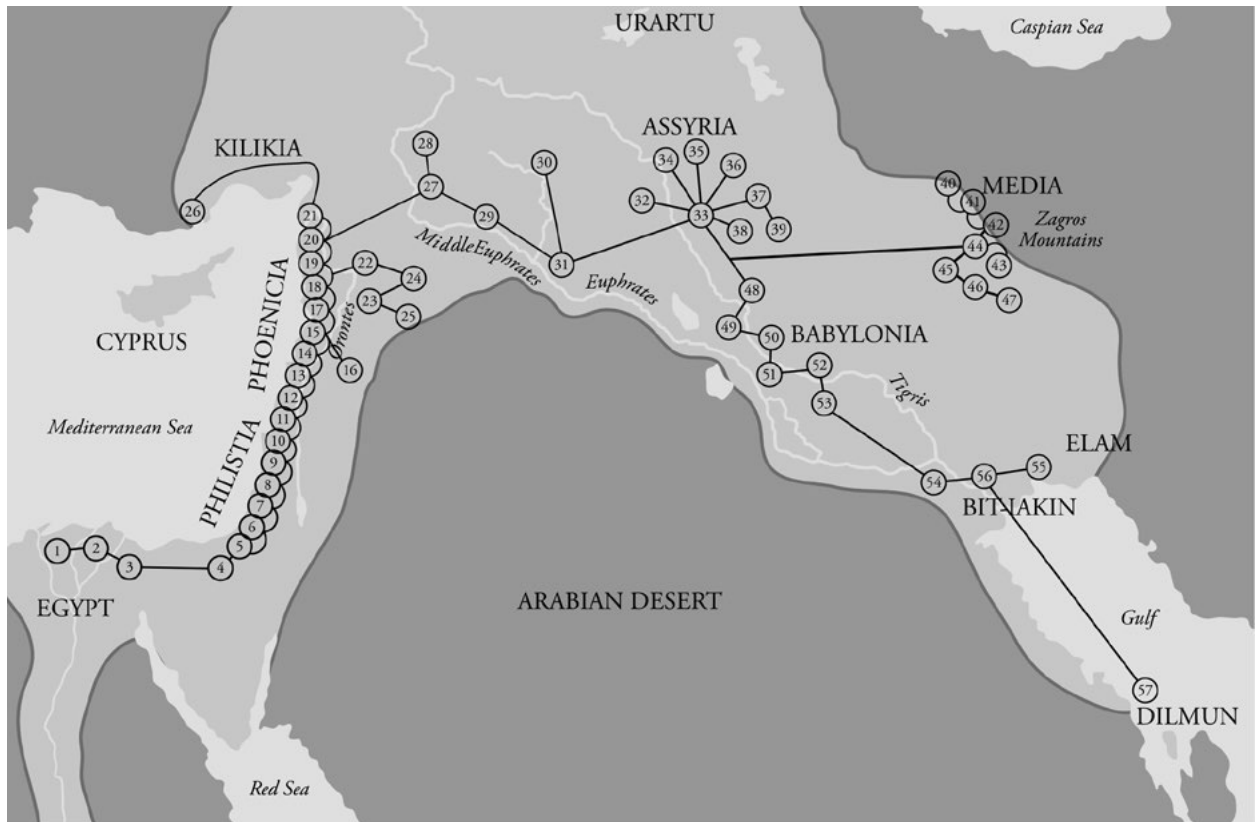 URARTU
Caspian Sea
ASSYRIA
KILIKIA
28
35
34
36
30
40
MEDIA
27
37
32
41
26
21
29
33
42
Zagros
Mountains
20
38
39
44
Middle Euphrates
31
43
19
22
24
45
PHOENICIA
18
Euphrates
48
46
47
23
17
25
Orontes
49
50
BABYLONIA
CYPRUS
15
14
16
51
52
13
Tigris
12
53
Mediterranean Sea
11
10
ELAM
PHILISTIA
9
55
8
54
56
7
BIT-JAKIN
6
1
2
5
3
4
EGYPT
ARABIAN DESERT
Gulf
57
DILMUN
Red Sea